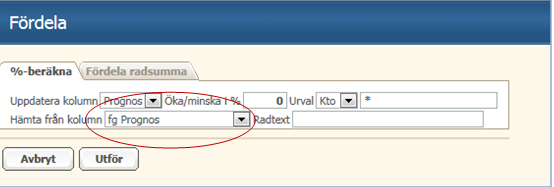 Fördela
%-beräkna Fördela radsumma
Uppdatera kolumn Prognos Öka/minska i % 0 Urval Kto *
Hämta från kolumn fg Prognos Radtext
Avbryt Utför